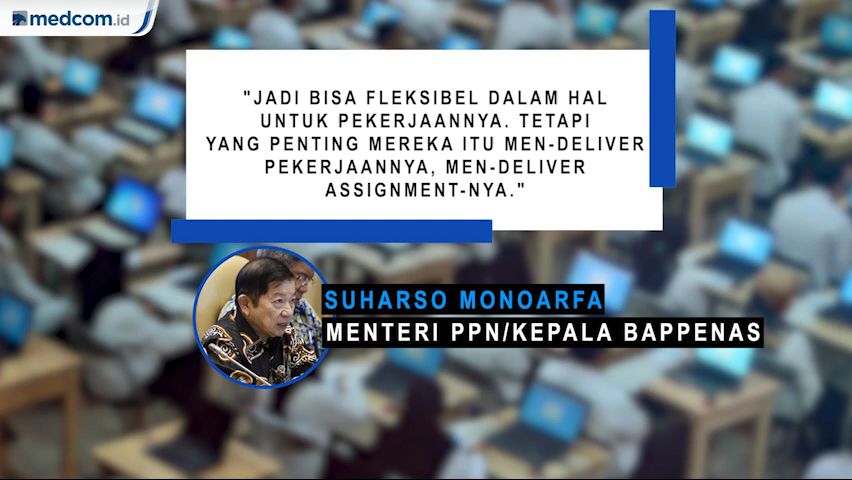 medcom.id
"JADI BISA FLEKSIBEL DALAM HAL
UNTUK PEKERJAANNYA. TETAPI
YANG PENTING MEREKA ITU MEN-DELIVER
PEKERJAANNYA, MEN-DELIVER
ASSIGNMENT-NYA."
SUHARSO MONOARFA
MENTERI PPN/KEPALA BAPPENAS